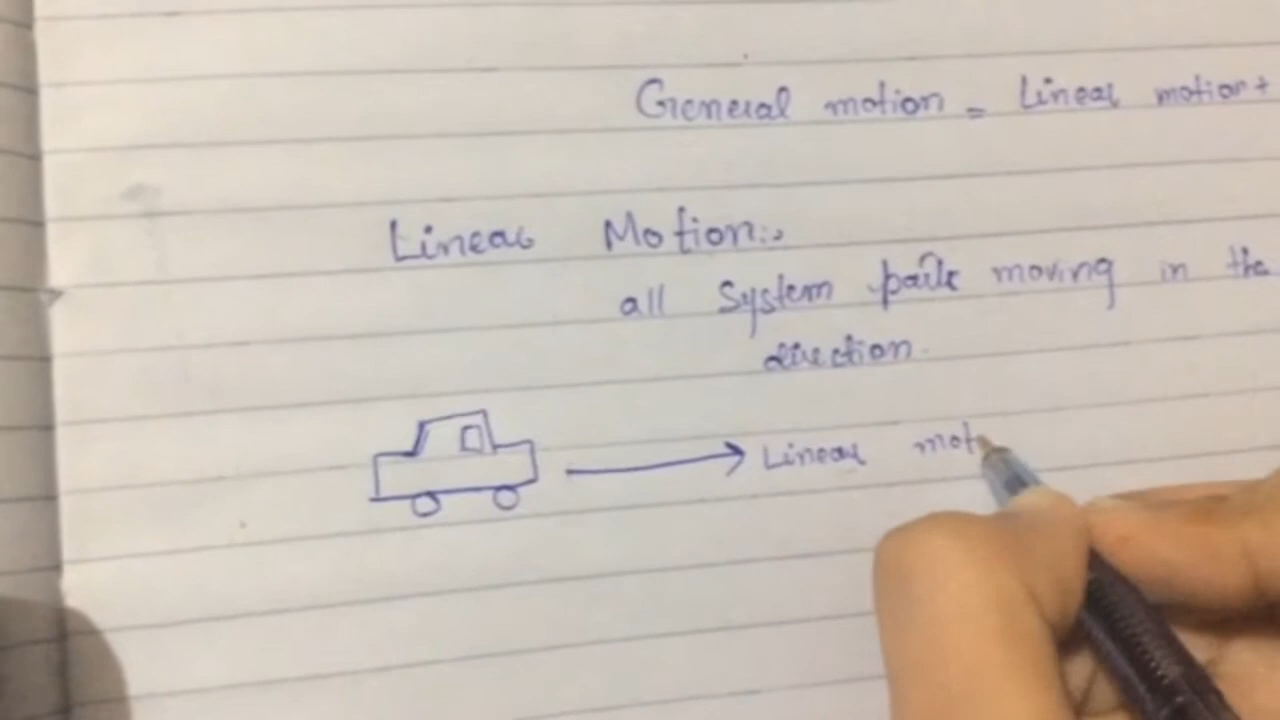 General motion = Linear motion +
Linear Motion:
all System parts moving in the
direction.
Linear mot